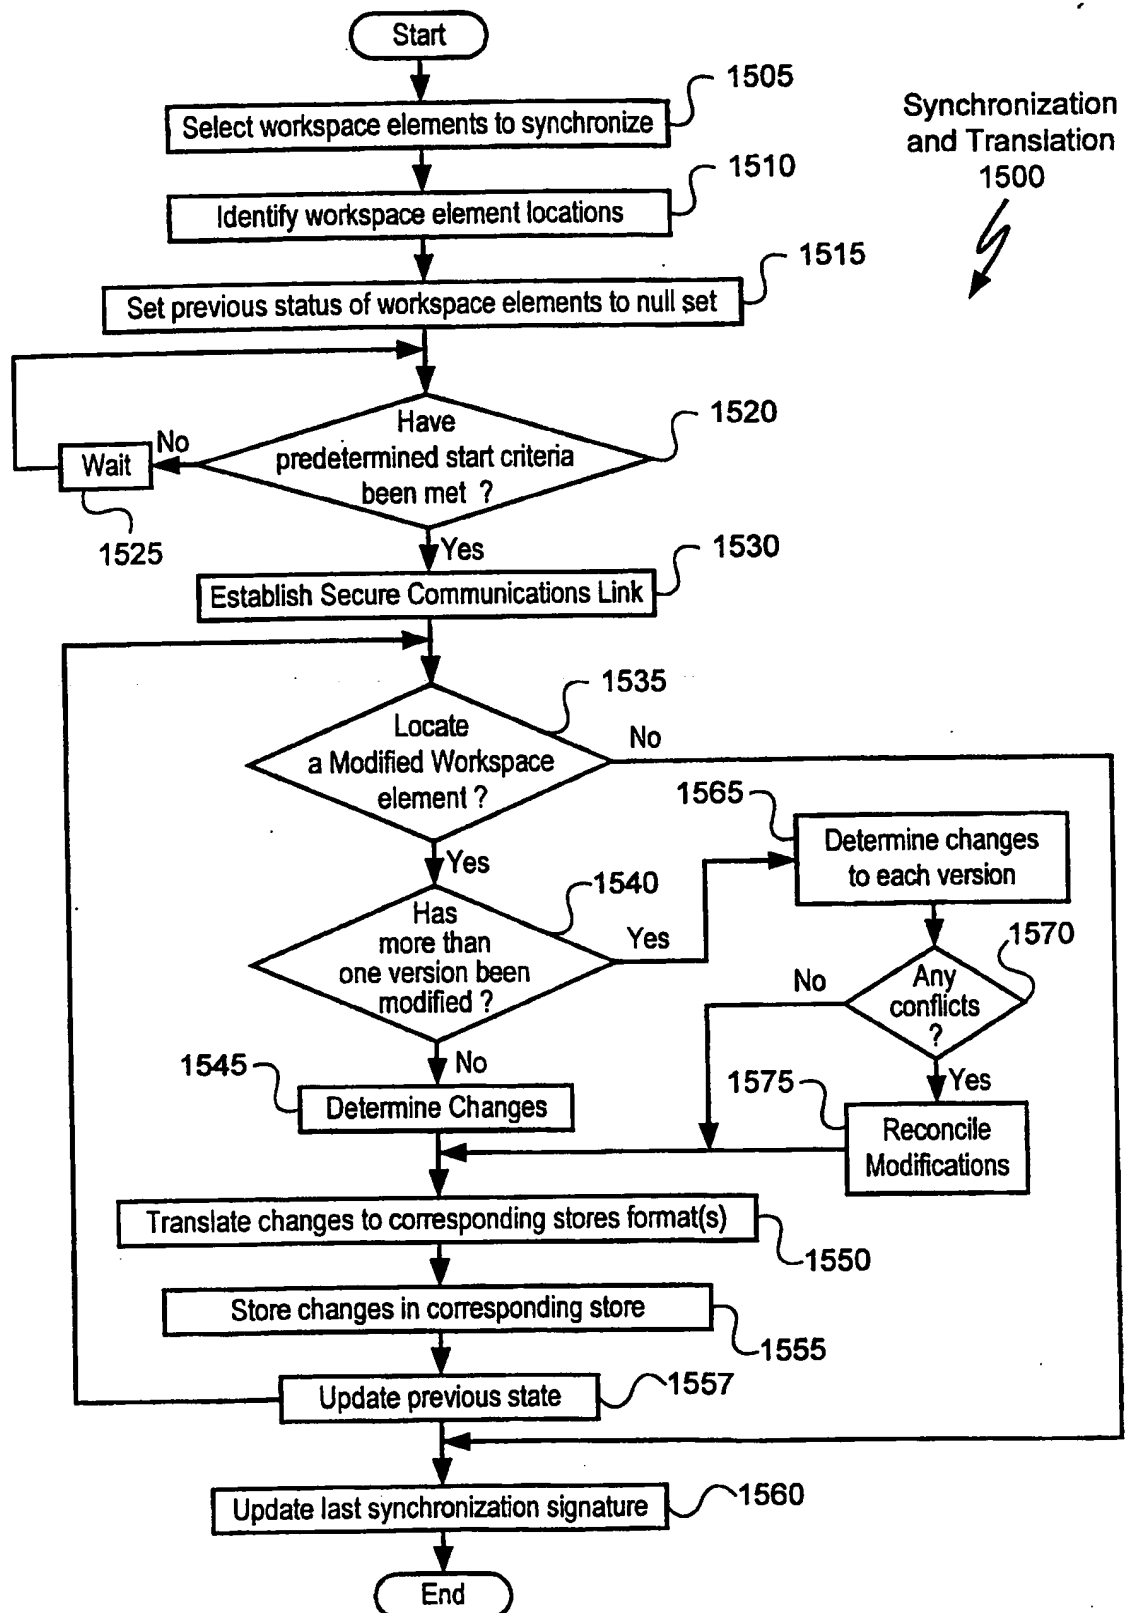 Start
1505
Select workspace elements to synchronize
Synchronization
and Translation
1500
1510
Identify workspace element locations
1515
Set previous status of workspace elements to null set
1520
Have
predetermined start criteria
been met ?
No
Wait
1525
Yes
1530
Establish Secure Communications Link
1535
Locate
a Modified Workspace
element ?
No
Yes
1565
Determine changes
to each version
1540
Has
more than
one version been
modified ?
Yes
1570
Any
conflicts
?
No
No
1545
Determine Changes
Yes
1575
Reconcile
Modifications
Translate changes to corresponding stores format(s)
1550
Store changes in corresponding store
1555
Update previous state
1557
Update last synchronization signature
1560
End